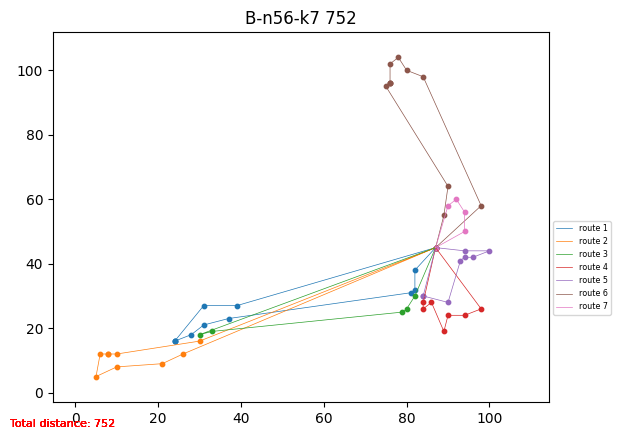 B-n56-k7 752
100
80
60
40
20
0
0 20 40 60 80 100
route 1
route 2
route 3
route 4
route 5
route 6
route 7
Total distance: 752